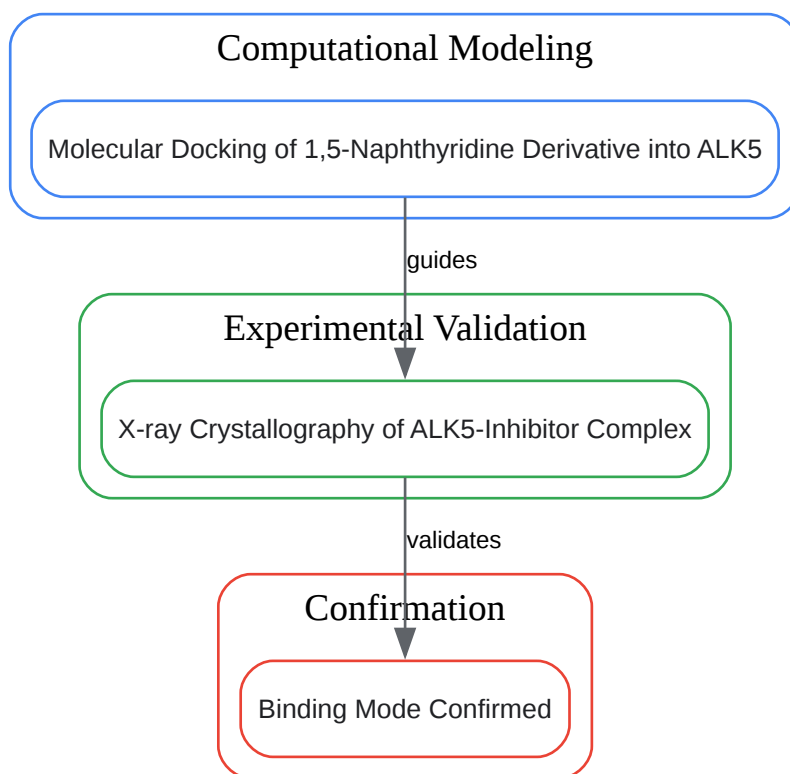 Computational Modeling
Molecular Docking of 1,5-Naphthyridine Derivative into ALK5
guides
Experimental Validation
X-ray Crystallography of ALK5-Inhibitor Complex
validates
Confirmation
Binding Mode Confirmed